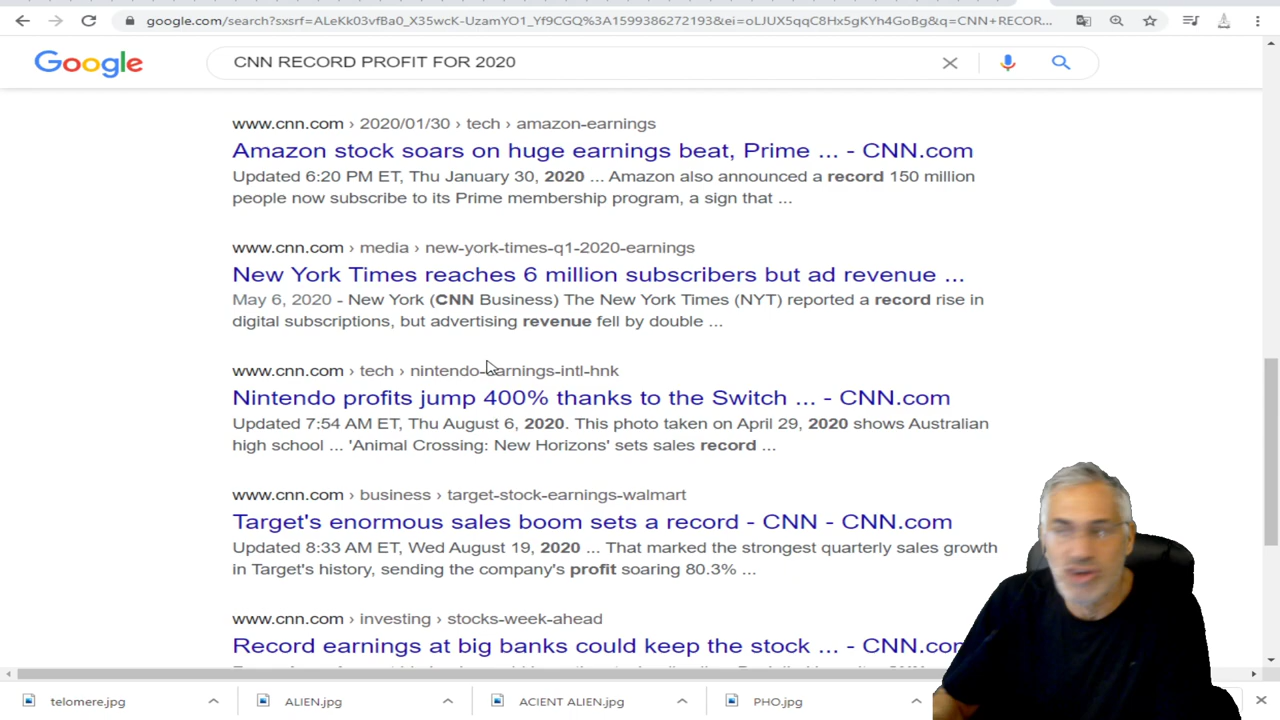 google.com/search?sxsrf=ALeKk03vfBa0_X35wcK-UzamYO1_Yf9CGQ%3A1599386272193&ei=oLJUX5qqC8Hx5gKYh4GoBg&q=CNN+RECOR...
Google
CNN RECORD PROFIT FOR 2020
www.cnn.com › 2020/01/30 › tech › amazon-earnings
Amazon stock soars on huge earnings beat, Prime ... - CNN.com
Updated 6:20 PM ET, Thu January 30, 2020 ... Amazon also announced a record 150 million
people now subscribe to its Prime membership program, a sign that ...
www.cnn.com › media › new-york-times-q1-2020-earnings
New York Times reaches 6 million subscribers but ad revenue ...
May 6, 2020 - New York (CNN Business) The New York Times (NYT) reported a record rise in
digital subscriptions, but advertising revenue fell by double ...
www.cnn.com › tech › nintendo-earnings-intl-hnk
Nintendo profits jump 400% thanks to the Switch ... - CNN.com
Updated 7:54 AM ET, Thu August 6, 2020. This photo taken on April 29, 2020 shows Australian
high school ... 'Animal Crossing: New Horizons' sets sales record ...
www.cnn.com › business › target-stock-earnings-walmart
Target's enormous sales boom sets a record - CNN - CNN.com
Updated 8:33 AM ET, Wed August 19, 2020 ... That marked the strongest quarterly sales growth
in Target's history, sending the company's profit soaring 80.3% ...
www.cnn.com › investing › stocks-week-ahead
Record earnings at big banks could keep the stock ... - CNN.com
telomere.jpg
ALIEN.jpg
ACIENT ALIEN.jpg
PHO.jpg